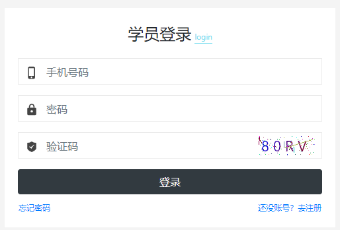 学员登录 login
手机号码
密码
验证码 80RV
登录
忘记密码 还没账号？去注册